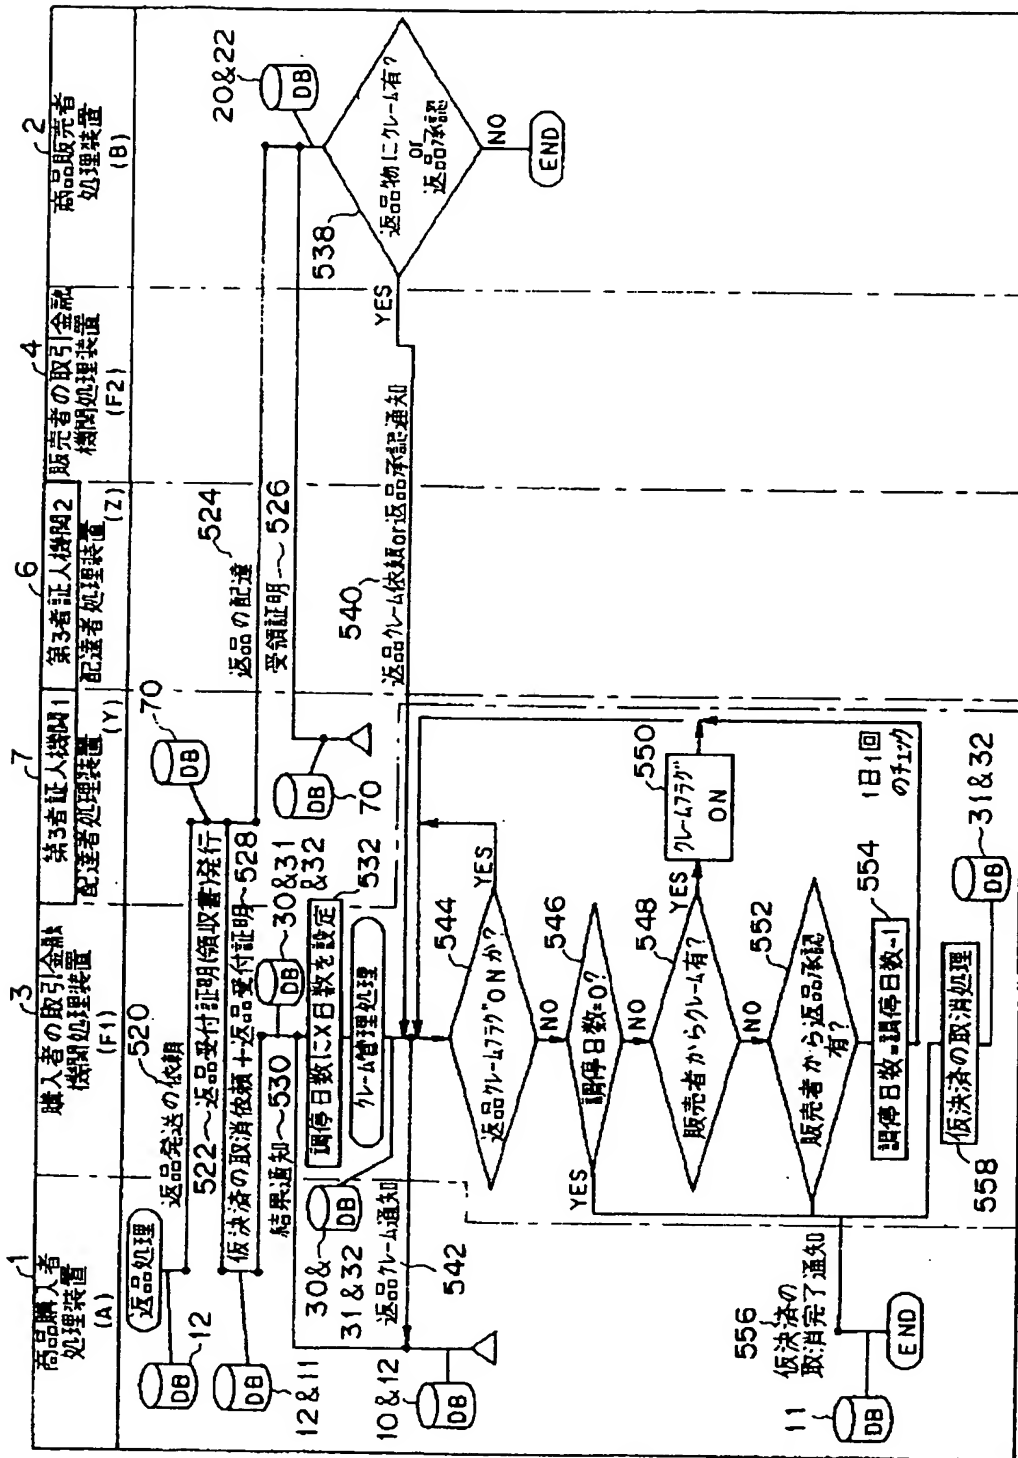 1
商品購入者
処理装置
(A)
3
購入者の取引金融
機関処理装置
(F1)
7
第3者証人機関1
配達者処理装置
(Y)
6
第3者証人機関2
配達者処理装置
(Z)
4
販売者の取引金融
機関処理装置
(F2)
2
商品販売者
処理装置
(B)
返品処理
DB
12
返品発送の依頼
520
DB
70
522~返品受付証明(領収書)発行
返品の配達
524
DB
12&11
仮決済の取消依頼+返品受付証明~528
受領証明~526
DB
70
DB
20&22
結果通知~530
DB
30&31
&32
調停日数にX日数を設定
532
クレーム管理処理
DB
30&
31&32
538
返品物にクレーム有?
or
返品承認
NO
END
YES
540
返品クレーム依頼or返品承認通知
返品クレーム通知
542
DB
10&12
544
返品クレームフラグONか?
YES
NO
546
調停日数=0?
YES
NO
548
販売者からクレーム有?
YES
クレームフラグ
ON
550
NO
552
販売者から返品承認
有?
1日1回
のチェック
調停日数=調停日数-1
554
仮決済の取消処理
558
DB
31&32
556
仮決済の
取消完了通知
DB
11
END